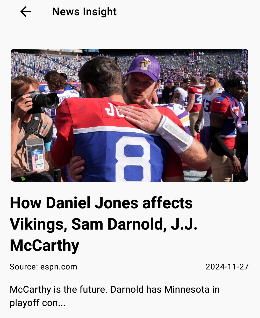 News Insight
JO
8
How Daniel Jones affects
Vikings, Sam Darnold, J.J.
McCarthy
Source: espn.com 2024-11-27
McCarthy is the future. Darnold has Minnesota in
playoff con...